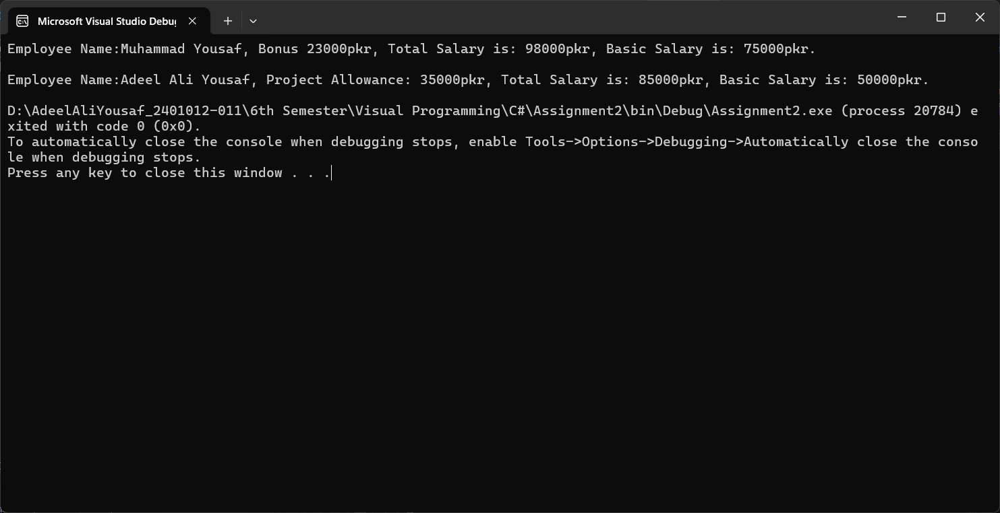 Microsoft Visual Studio Debu
Employee Name:Muhammad Yousaf, Bonus 23000pkr, Total Salary is: 98000pkr, Basic Salary is: 75000pkr.
Employee Name:Adeel Ali Yousaf, Project Allowance: 35000pkr, Total Salary is: 85000pkr, Basic Salary is: 50000pkr.
D:\AdeelAliYousaf_2401012-011\6th Semester\Visual Programming\C#\Assignment2\bin\Debug\Assignment2.exe (process 20784) e
xited with code 0 (0x0).
To automatically close the console when debugging stops, enable Tools->Options->Debugging->Automatically close the conso
le when debugging stops.
Press any key to close this window . . .